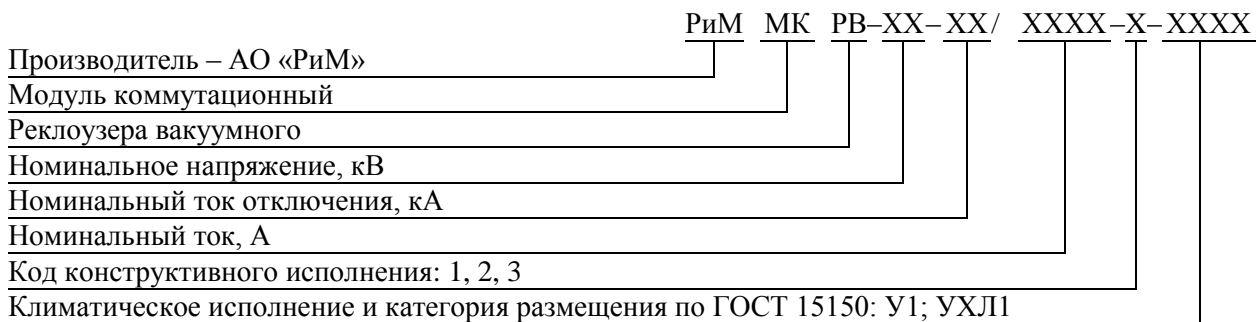 РиМ МК РВ–ХХ–ХХ/ ХХХХ–Х–ХХХХ
Производитель – АО «РиМ»
Модуль коммутационный
Реклоузера вакуумного
Номинальное напряжение, кВ
Номинальный ток отключения, кА
Номинальный ток, А
Код конструктивного исполнения: 1, 2, 3
Климатическое исполнение и категория размещения по ГОСТ 15150: У1; УХЛ1